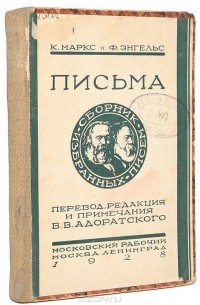 К. МАРКС И Ф. ЭНГЕЛЬС
ПИСЬМА
СБОРНИК
ИЗБРАННЫХ ПИСЕМ
ПЕРЕВОД, РЕДАКЦИЯ
И ПРИМЕЧАНИЯ
В.В. АДОРАТСКОГО
МОСКОВСКИЙ РАБОЧИЙ
МОСКВА ЛЕНИНГРАД
1928